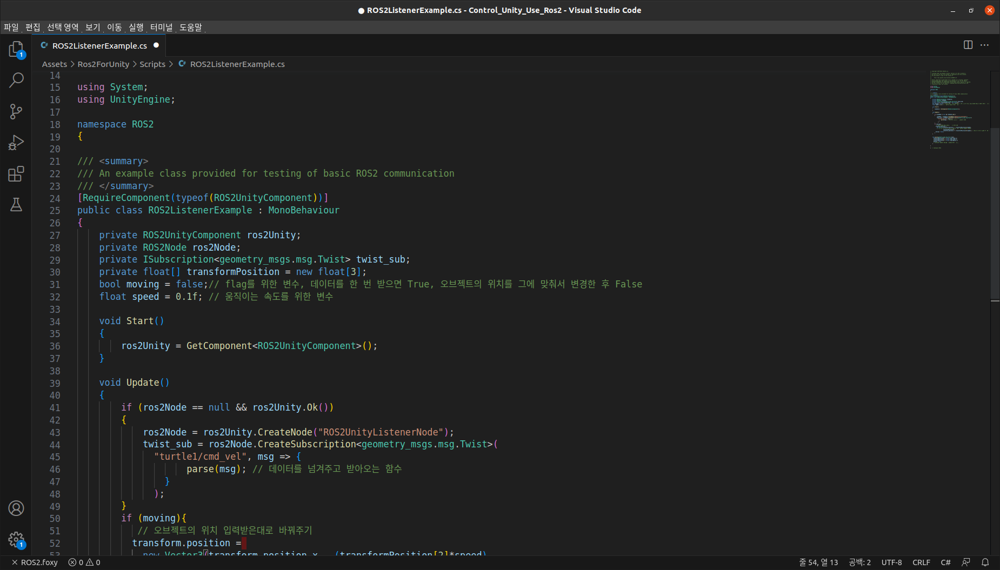 ● ROS2ListenerExample.cs - Control_Unity_Use_Ros2 - Visual Studio Code
파일 편집 선택 영역 보기 이동 실행 터미널 도움말
1
C# ROS2ListenerExample.cs ●
Assets > Ros2ForUnity > Scripts > C# ROS2ListenerExample.cs
14
15 using System;
16 using UnityEngine;
17
18 namespace ROS2
19 {
20
21 /// <summary>
22 /// An example class provided for testing of basic ROS2 communication
23 /// </summary>
24 [RequireComponent(typeof(ROS2UnityComponent))]
25 public class ROS2ListenerExample : MonoBehaviour
26 {
27 private ROS2UnityComponent ros2Unity;
28 private ROS2Node ros2Node;
29 private ISubscription<geometry_msgs.msg.Twist> twist_sub;
30 private float[] transformPosition = new float[3];
31 bool moving = false;// flag를 위한 변수, 데이터를 한 번 받으면 True, 오브젝트의 위치를 그에 맞춰서 변경한 후 False
32 float speed = 0.1f; // 움직이는 속도를 위한 변수
33
34 void Start()
35 {
36 ros2Unity = GetComponent<ROS2UnityComponent>();
37 }
38
39 void Update()
40 {
41 if (ros2Node == null && ros2Unity.Ok())
42 {
43 ros2Node = ros2Unity.CreateNode("ROS2UnityListenerNode");
44 twist_sub = ros2Node.CreateSubscription<geometry_msgs.msg.Twist>(
45 "turtle1/cmd_vel", msg => {
46 parse(msg); // 데이터를 넘겨주고 받아오는 함수
47 }
48 );
49 }
50 if (moving){
51 // 오브젝트의 위치 입력받은대로 바꿔주기
52 transform.position =
53 new Vector3(transform.position.x (transformPosition[2]*speed)
1
ROS2.foxy 0 0 줄 54, 열 13 공백: 2 UTF-8 CRLF C#